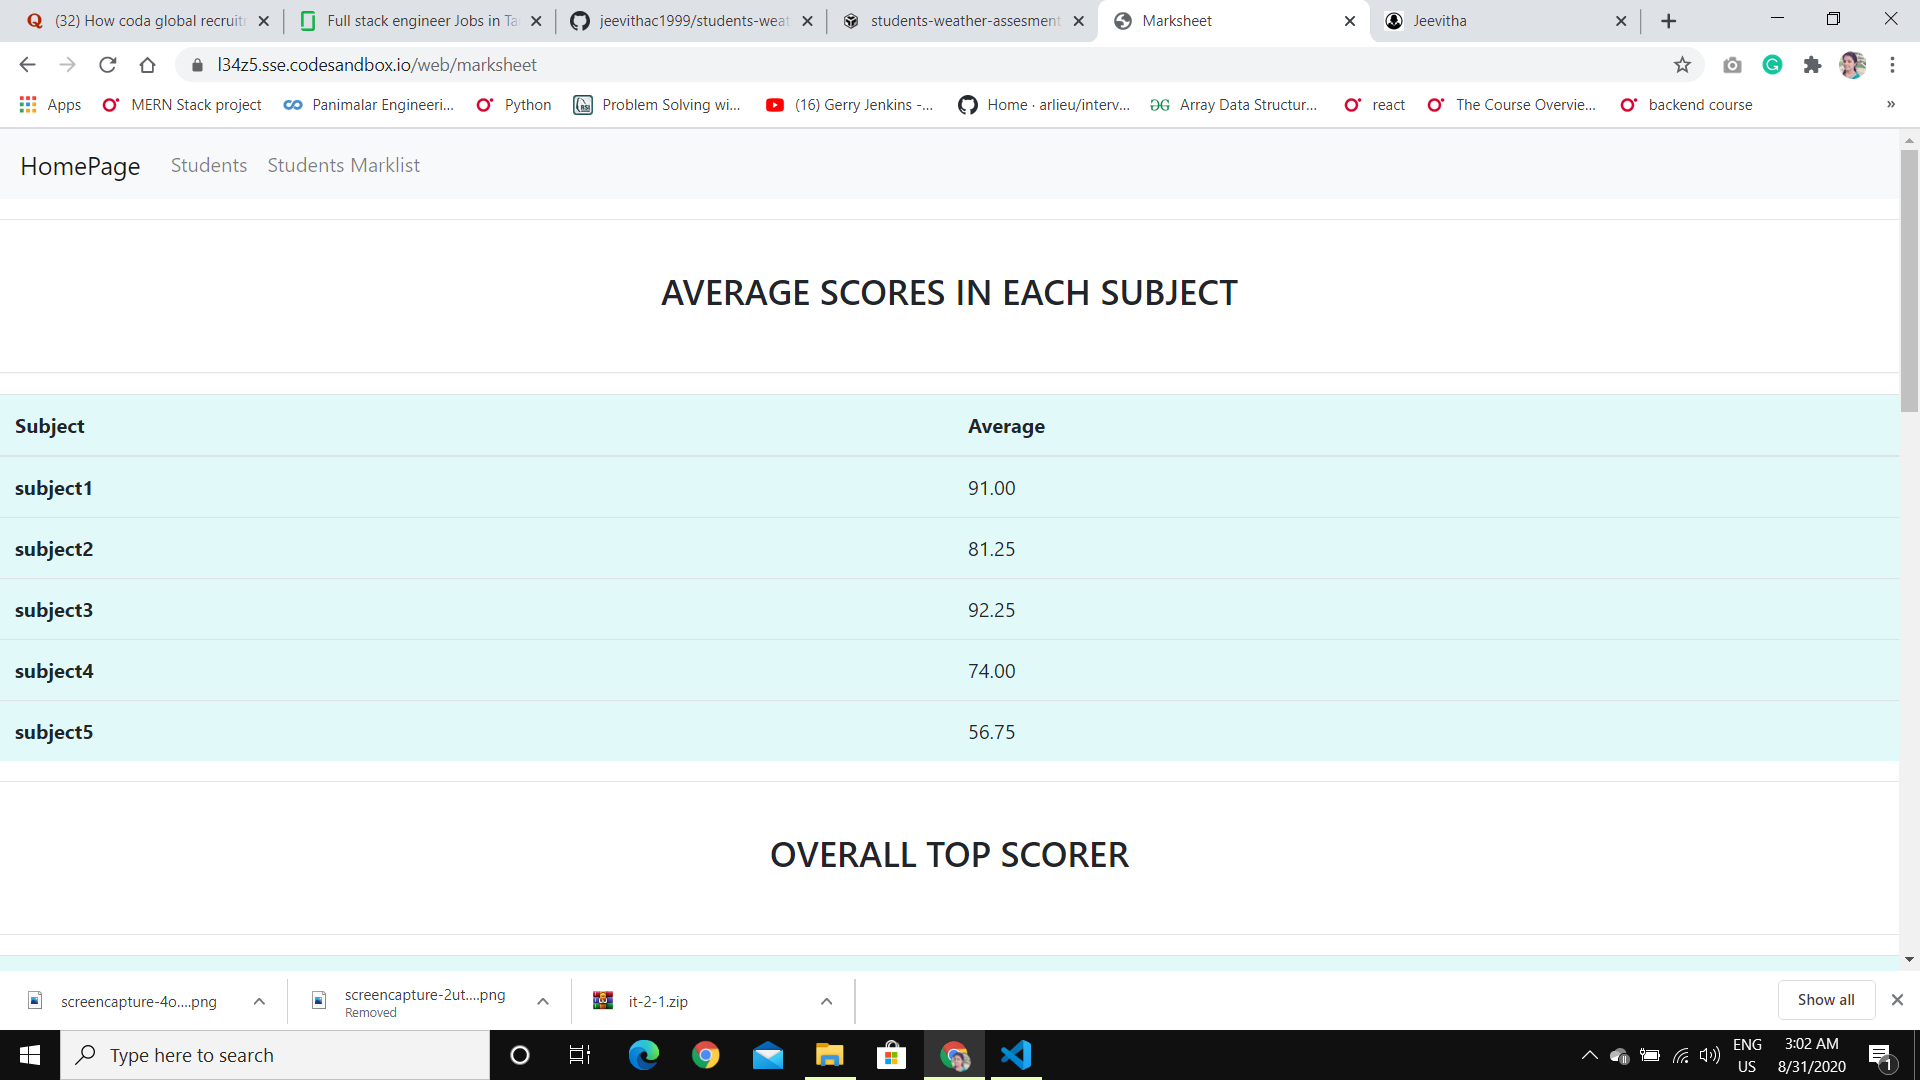 (32) How coda global recruitr
Full stack engineer Jobs in Ta
jeevithac1999/students-weat
students-weather-assesment
Marksheet
Jeevitha
l34z5.sse.codesandbox.io/web/marksheet
Apps
MERN Stack project
Panimalar Engineeri...
Python
Problem Solving wi...
(16) Gerry Jenkins -...
Home · arlieu/interv...
Array Data Structur...
react
The Course Overvie...
backend course
»
HomePage
Students
Students Marklist
AVERAGE SCORES IN EACH SUBJECT
Subject Average
subject1 91.00
subject2 81.25
subject3 92.25
subject4 74.00
subject5 56.75
OVERALL TOP SCORER
screencapture-4o....png
screencapture-2ut....png
Removed
it-2-1.zip
Show all
Type here to search
ENG
US
3:02 AM
8/31/2020
1